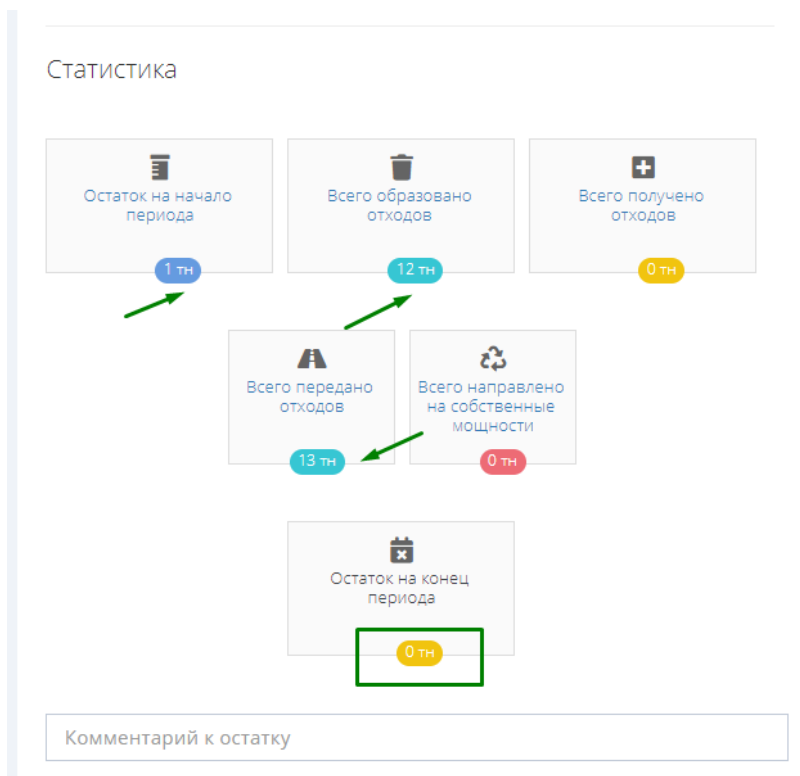 Статистика
Остаток на начало
периода
1 тн
Всего образовано
отходов
12 тн
Всего получено
отходов
0 тн
Всего передано
отходов
13 тн
Всего направлено
на собственные
мощности
0 тн
Остаток на конец
периода
0 тн
Комментарий к остатку